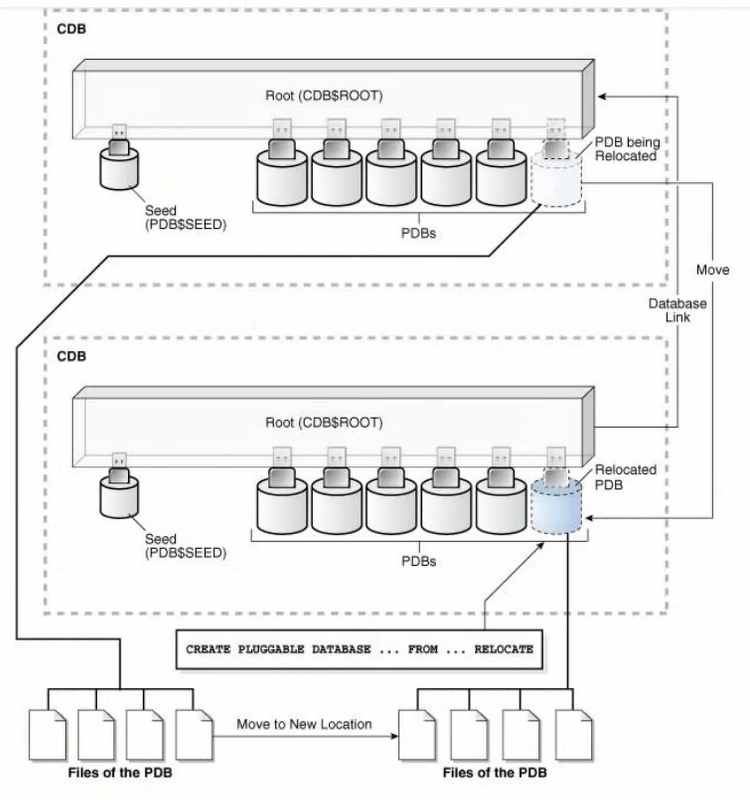 CDB
Root (CDB$ROOT)
PDB being
Relocated
Seed
(PDB$SEED)
PDBs
Move
Database
Link
CDB
Root (CDB$ROOT)
Relocated
PDB
Seed
(PDB$SEED)
PDBs
CREATE PLUGGABLE DATABASE ... FROM ... RELOCATE
Move to New Location
Files of the PDB
Files of the PDB